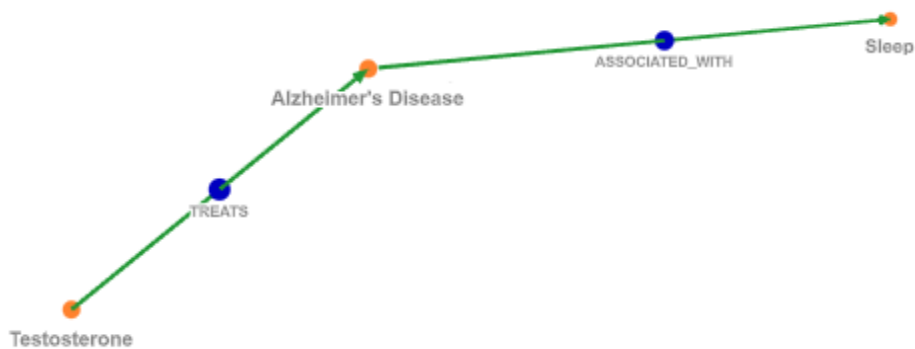 Sleep
ASSOCIATED_WITH
Alzheimer's Disease
TREATS
Testosterone